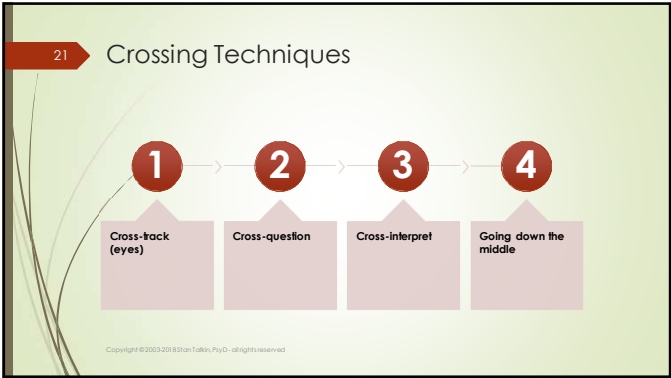 21
Crossing Techniques
1
2
3
4
Cross-track
(eyes)
Cross-question
Cross-interpret
Going down the
middle
Copyright ©2003-2018 Stan Tatkin, PsyD - all rights reserved